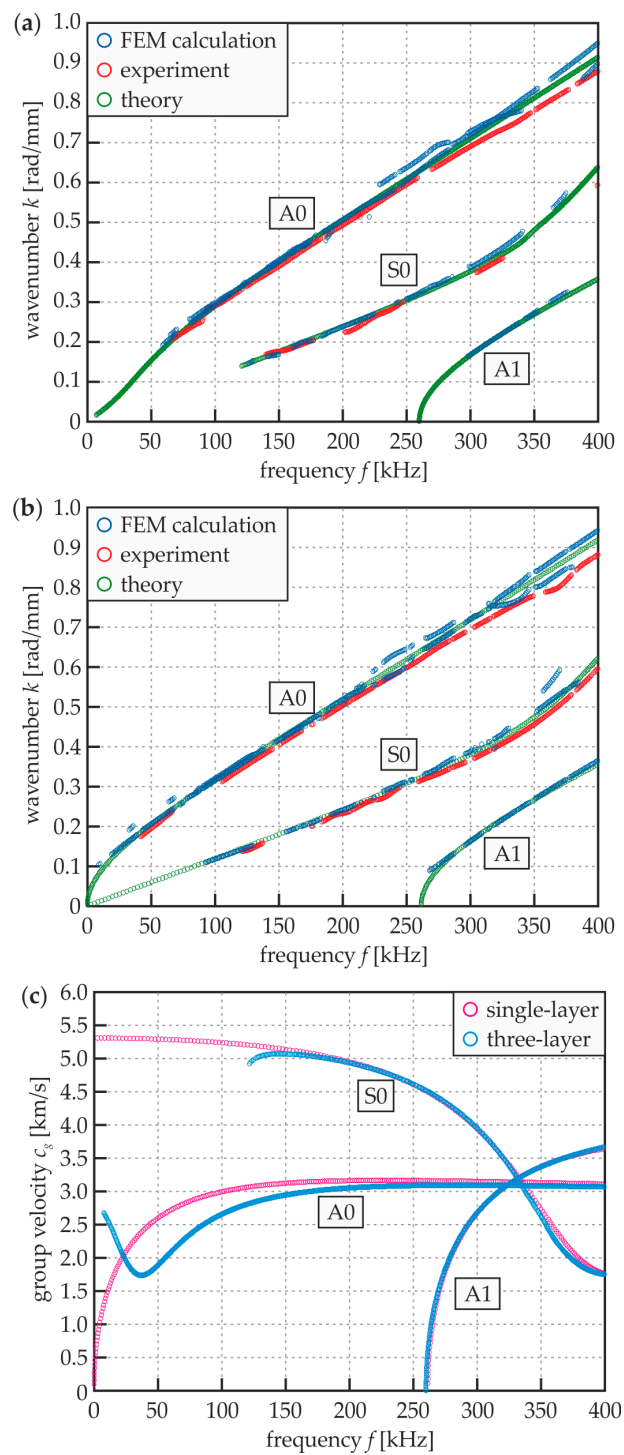 (a)
FEM calculation
experiment
theory
1.0
0.9
0.8
0.7
0.6
0.5
0.4
0.3
0.2
0.1
0
wavenumber k [rad/mm]
A0
S0
A1
0
50
100
150
200
250
300
350
400
frequency f [kHz]
(b)
FEM calculation
experiment
theory
1.0
0.9
0.8
0.7
0.6
0.5
0.4
0.3
0.2
0.1
0
wavenumber k [rad/mm]
A0
S0
A1
0
50
100
150
200
250
300
350
400
frequency f [kHz]
(c)
single-layer
three-layer
6.0
5.5
5.0
4.5
4.0
3.5
3.0
2.5
2.0
1.5
1.0
0.5
0
group velocity cg [km/s]
S0
A0
A1
0
50
100
150
200
250
300
350
400
frequency f [kHz]